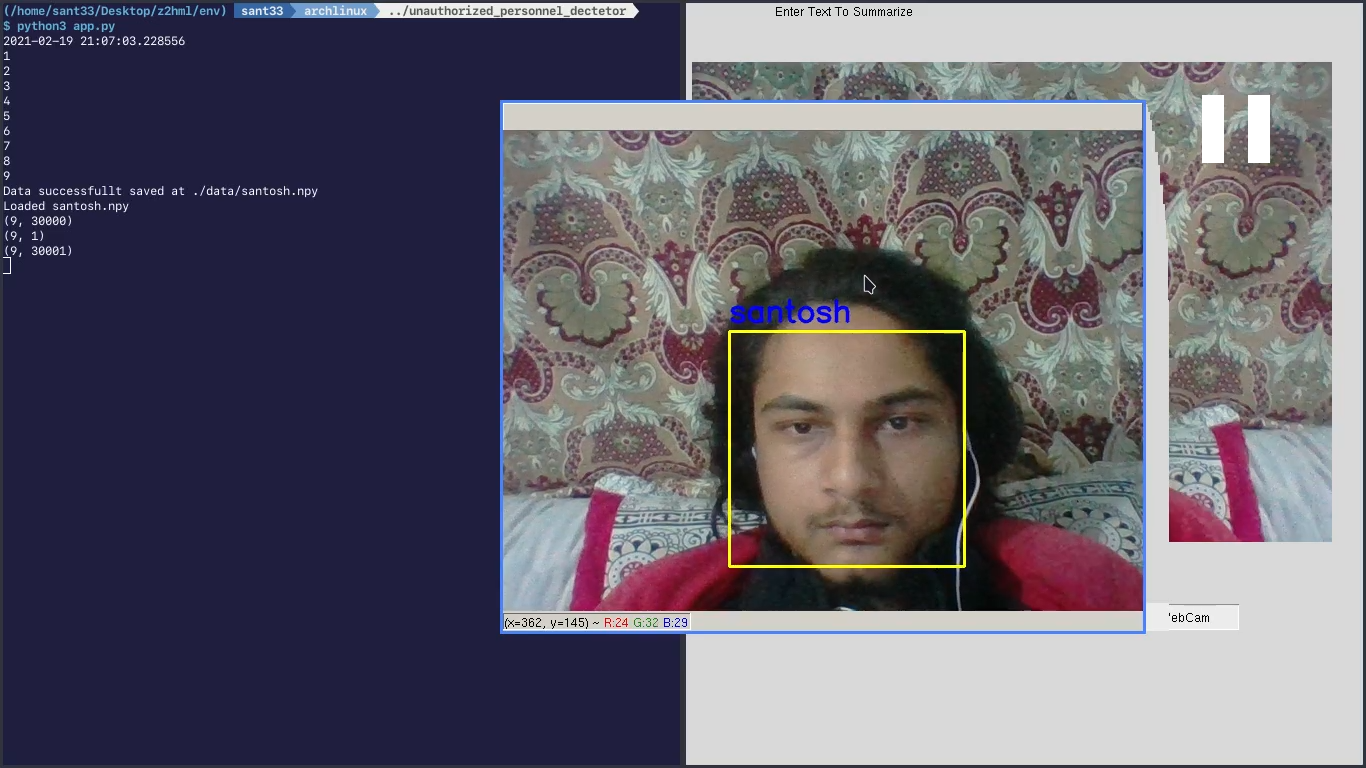 (/home/sant33/Desktop/z2hml/env) sant33 archlinux ../unauthorized_personnel_dectetor
$ python3 app.py
2021-02-19 21:07:03.228556
1
2
3
4
5
6
7
8
9
Data successfullt saved at ./data/santosh.npy
Loaded santosh.npy
(9, 30000)
(9, 1)
(9, 30001)
Enter Text To Summarize
santosh
(x=362, y=145) ~ R:24 G:32 B:29
ebCam